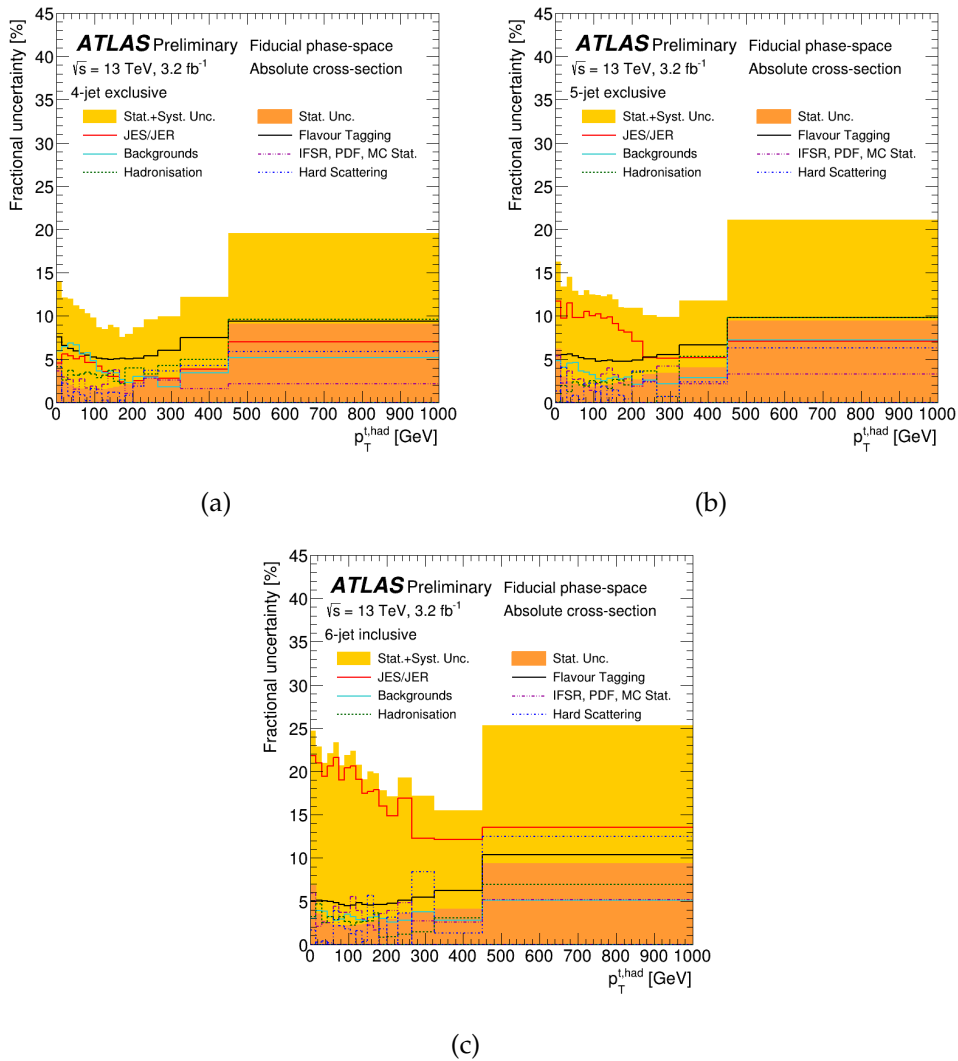 Fractional uncertainty [%]
45
40
35
30
25
20
15
10
5
0
ATLAS Preliminary
Fiducial phase-space
√s = 13 TeV, 3.2 fb⁻¹
Absolute cross-section
4-jet exclusive
Stat.+Syst. Unc.
Stat. Unc.
JES/JER
Flavour Tagging
Backgrounds
IFSR, PDF, MC Stat.
Hadronisation
Hard Scattering
0 100 200 300 400 500 600 700 800 900 1000
p_T^{t,had} [GeV]
(a)
Fractional uncertainty [%]
45
40
35
30
25
20
15
10
5
0
ATLAS Preliminary
Fiducial phase-space
√s = 13 TeV, 3.2 fb⁻¹
Absolute cross-section
5-jet exclusive
Stat.+Syst. Unc.
Stat. Unc.
JES/JER
Flavour Tagging
Backgrounds
IFSR, PDF, MC Stat.
Hadronisation
Hard Scattering
0 100 200 300 400 500 600 700 800 900 1000
p_T^{t,had} [GeV]
(b)
Fractional uncertainty [%]
45
40
35
30
25
20
15
10
5
0
ATLAS Preliminary
Fiducial phase-space
√s = 13 TeV, 3.2 fb⁻¹
Absolute cross-section
6-jet inclusive
Stat.+Syst. Unc.
Stat. Unc.
JES/JER
Flavour Tagging
Backgrounds
IFSR, PDF, MC Stat.
Hadronisation
Hard Scattering
0 100 200 300 400 500 600 700 800 900 1000
p_T^{t,had} [GeV]
(c)